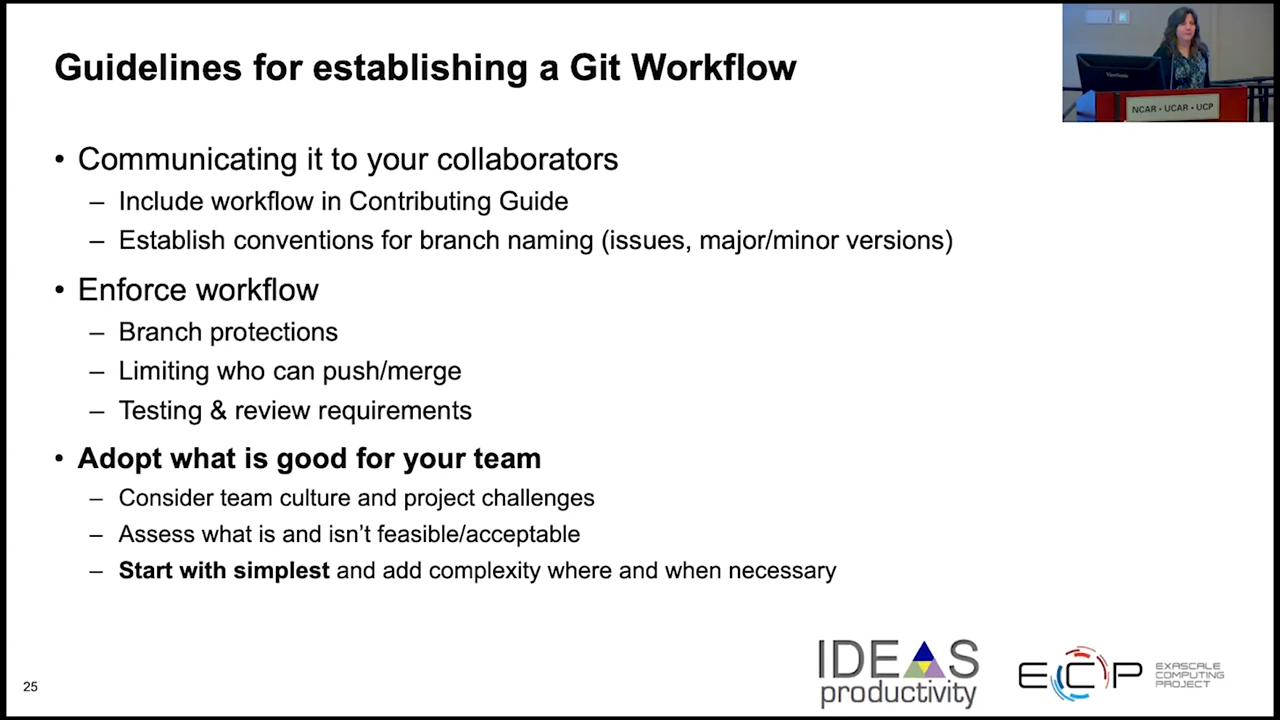 Guidelines for establishing a Git Workflow
NCAR • UCAR • UCP
• Communicating it to your collaborators
– Include workflow in Contributing Guide
– Establish conventions for branch naming (issues, major/minor versions)
• Enforce workflow
– Branch protections
– Limiting who can push/merge
– Testing & review requirements
• Adopt what is good for your team
– Consider team culture and project challenges
– Assess what is and isn’t feasible/acceptable
– Start with simplest and add complexity where and when necessary
25
IDEAS
productivity
ECP
EXASCALE
COMPUTING
PROJECT